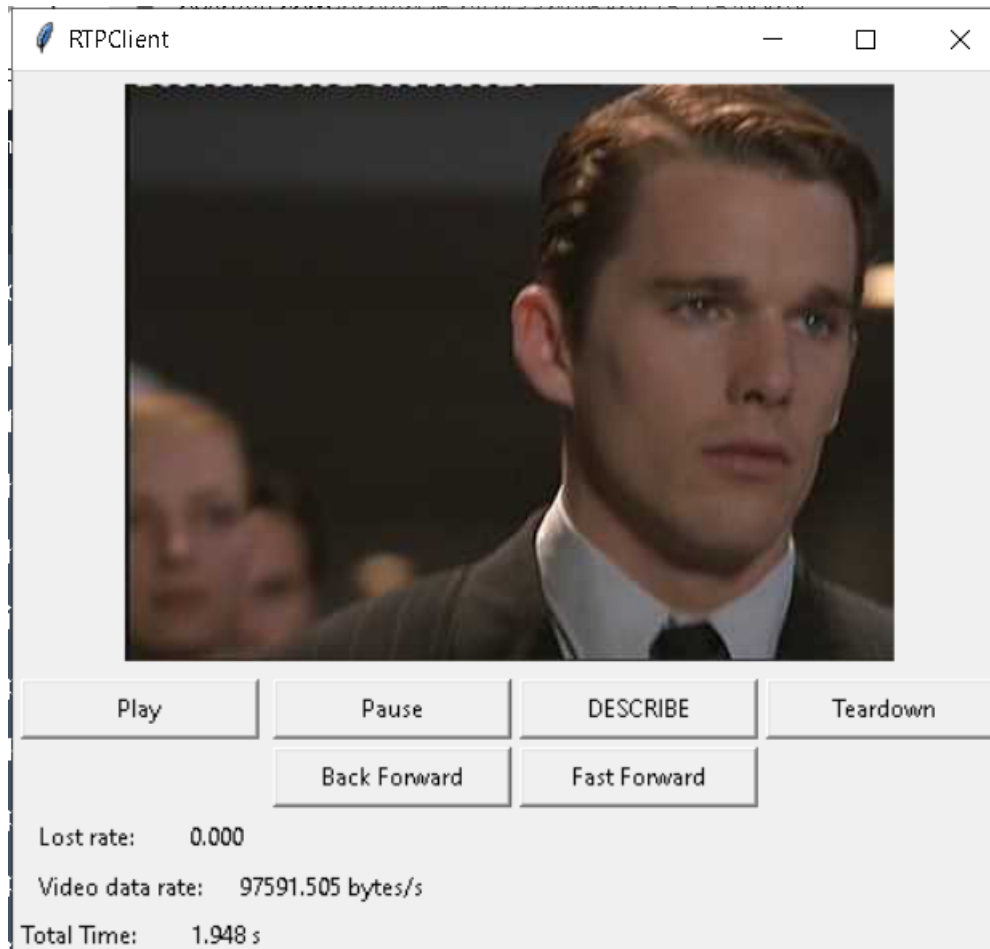 RTPClient
Play Pause DESCRIBE Teardown
Back Forward Fast Forward
Lost rate: 0.000
Video data rate: 97591.505 bytes/s
Total Time: 1.948 s